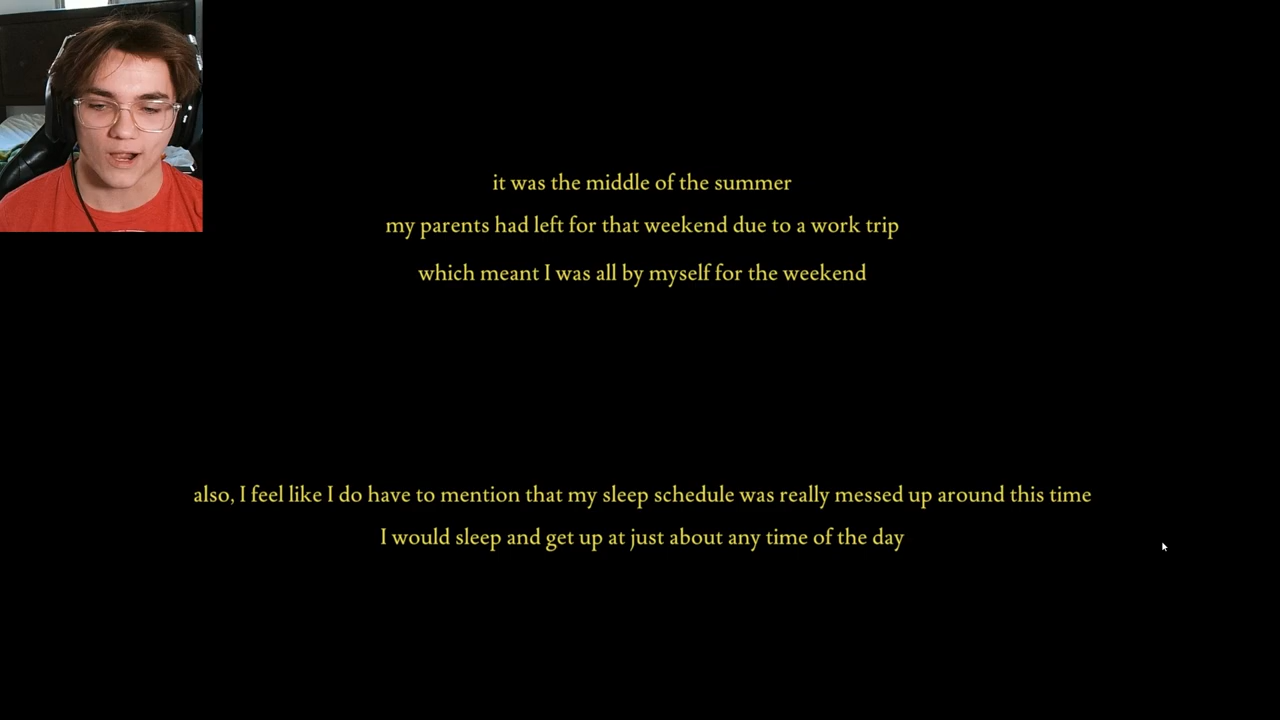 it was the middle of the summer
my parents had left for that weekend due to a work trip
which meant I was all by myself for the weekend
also, I feel like I do have to mention that my sleep schedule was really messed up around this time
I would sleep and get up at just about any time of the day